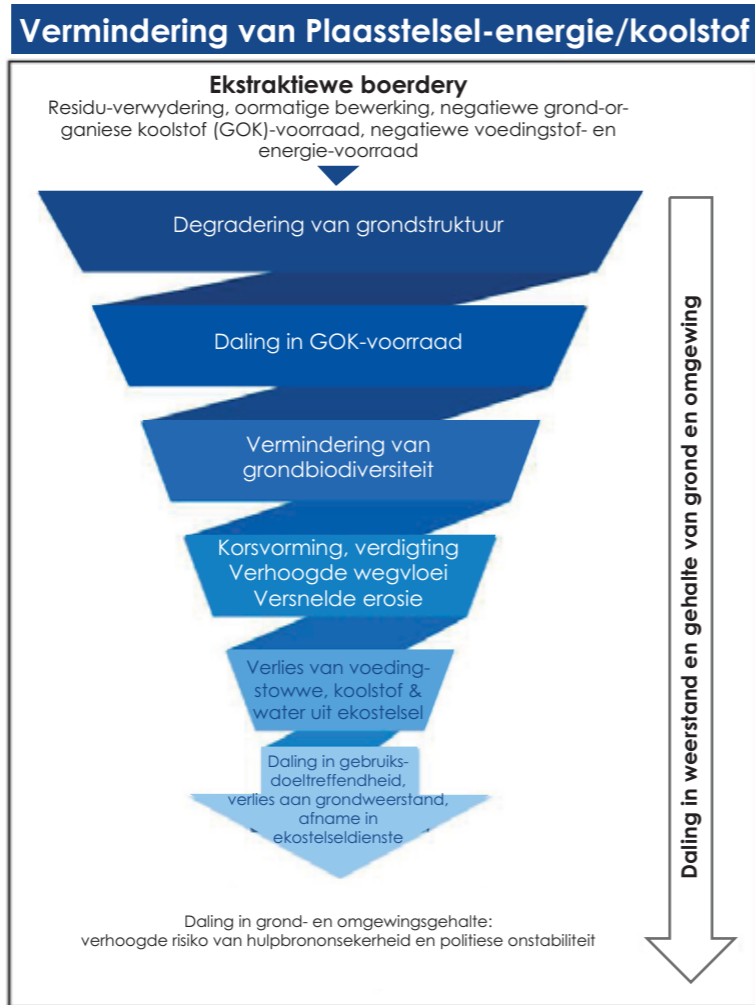 Vermindering van Plaasstelsel-energie/koolstof
Ekstraktiewe boerdery
Residu-verwydering, oormatige bewerking, negatiewe grond-or-
ganiese koolstof (GOK)-voorraad, negatiewe voedingstof- en
energie-voorraad
Degradering van grondstruktuur
Daling in GOK-voorraad
Vermindering van
grondbiodiversiteit
Korsvorming, verdigting
Verhoogde wegvloei
Versnelde erosie
Verlies van voeding-
stowwe, koolstof &
water uit ekostelsel
Daling in gebruiks-
doeltreffendheid,
verlies aan grondweerstand,
afname in
ekostelseldienste
Daling in grond- en omgewingsgehalte:
verhoogde risiko van hulpbrononsekerheid en politiese onstabiliteit
Daling in weerstand en gehalte van grond en omgewing